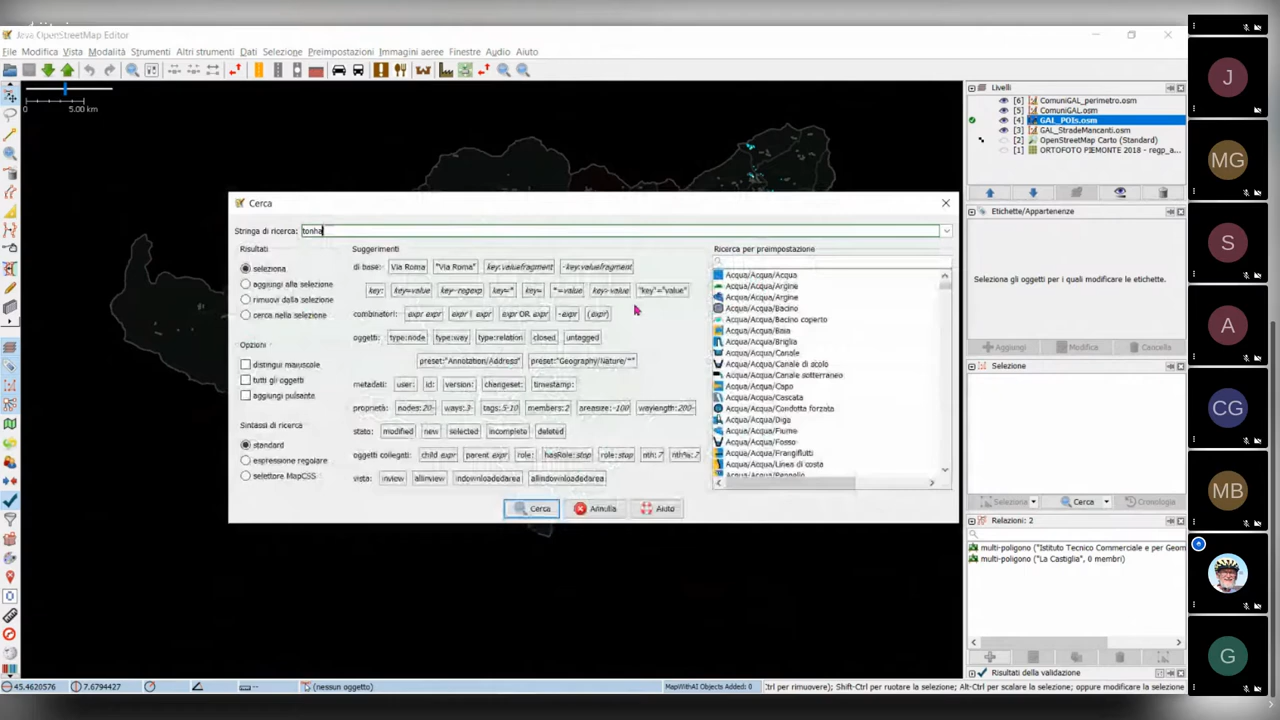 Java OpenStreetMap Editor
File Modifica Vista Modalità Strumenti Altri strumenti Dati Selezione Preimpostazioni Immagini aeree Finestre Audio Aiuto
0 5.00 km
Cerca
Stringa di ricerca: tonha
Risultati
seleziona
aggiungi alla selezione
rimuovi dalla selezione
cerca nella selezione
Opzioni
distingui maiuscole
tutti gli oggetti
aggiungi pulsante
Sintassi di ricerca
standard
espressione regolare
selettore MapCSS
Suggerimenti
di base: Via Roma "Via Roma" key:valuefragment -key:valuefragment
key: key=value key~regexp key=* key= *=value key>value "key"="value"
combinatori: expr expr expr | expr expr OR expr -expr (expr)
oggetti: type:node type:way type:relation closed untagged
preset:"Annotation/Address" preset:"Geography/Nature/*"
metadati: user: id: version: changeset: timestamp:
proprietà: nodes:20- ways:3- tags:5-10 members:2 areasize:-100 waylength:200-
stato: modified new selected incomplete deleted
oggetti collegati: child expr parent expr role: hasRole:stop role:stop nth:7 nth%:7
vista: inview allinview indownloadedarea allindownloadedarea
Ricerca per preimpostazione
Acqua/Acqua/Acqua
Acqua/Acqua/Argine
Acqua/Acqua/Argine
Acqua/Acqua/Bacino
Acqua/Acqua/Bacino coperto
Acqua/Acqua/Baia
Acqua/Acqua/Briglia
Acqua/Acqua/Canale
Acqua/Acqua/Canale di scolo
Acqua/Acqua/Canale sotterraneo
Acqua/Acqua/Capo
Acqua/Acqua/Cascata
Acqua/Acqua/Condotta forzata
Acqua/Acqua/Diga
Acqua/Acqua/Fiume
Acqua/Acqua/Fosso
Acqua/Acqua/Frangiflutti
Acqua/Acqua/Linea di costa
Cerca Annulla Aiuto
Livelli
[6] ComuniGAL_perimetro.osm
[5] ComuniGAL.osm
[4] GAL_POIs.osm
[3] GAL_StradeMancanti.osm
[2] OpenStreetMap Carto (Standard)
[1] ORTOFOTO PIEMONTE 2018 - regp_a...
Etichette/Appartenenze
Seleziona gli oggetti per i quali modificare le etichette.
Aggiungi Modifica Cancella
Selezione
Seleziona Cerca Cronologia
Relazioni: 2
multi-poligono ("Istituto Tecnico Commerciale e per Geom
multi-poligono ("La Castiglia", 0 membri)
Risultati della validazione
45.4620576 7.6794427 -- (nessun oggetto) MapWithAI Objects Added: 0 Ctrl per rimuovere); Shift-Ctrl per ruotare la selezione; Alt-Ctrl per scalare la selezione; oppure modificare la selezione
J
MG
S
A
CG
MB
G